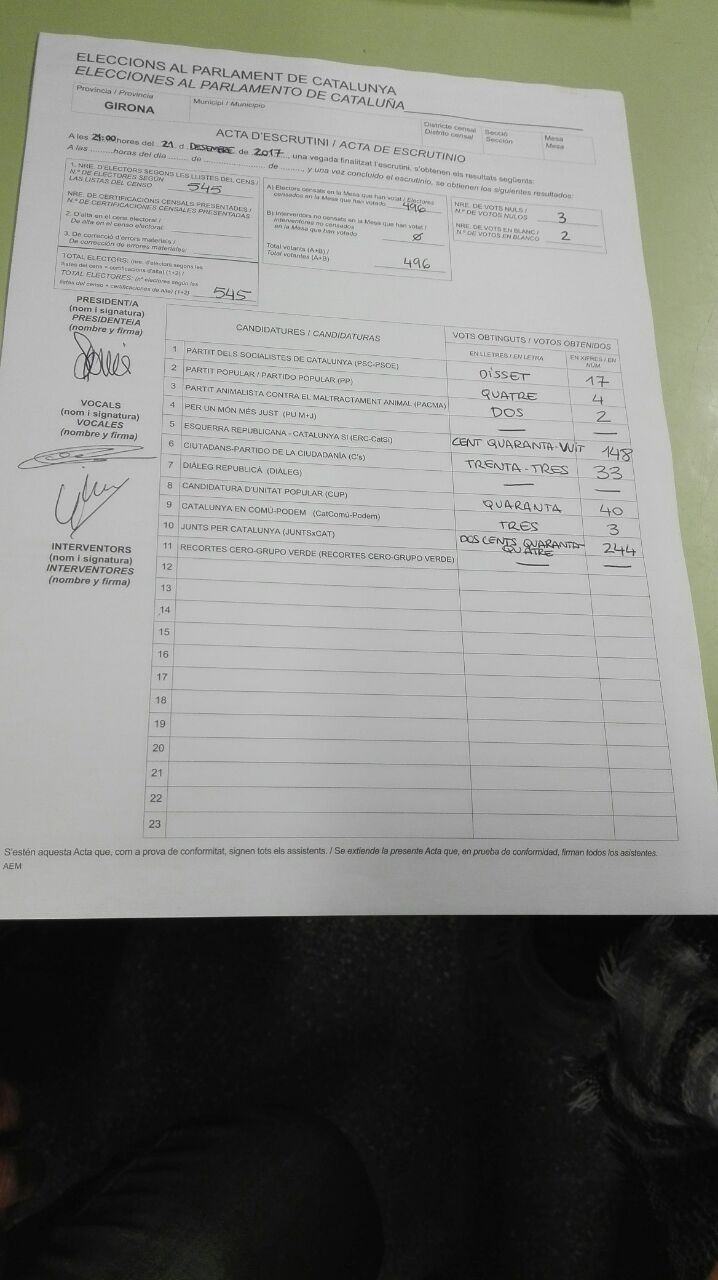 ELECCIONS AL PARLAMENT DE CATALUNYA
ELECCIONES AL PARLAMENTO DE CATALUÑA
Província / Provincia
GIRONA
Municipi / Municipio
Districte censal
Distrito censal
Secció
Sección
Mesa
Mesa
ACTA D'ESCRUTINI / ACTA DE ESCRUTINIO
A les 21:00 hores del 21 d DESEMBRE de 2017, una vegada finalitzat l'escrutini, s'obtenen els resultats següents:
A las ........horas del día ........ de ........................ de .........., y una vez concluido el escrutinio, se obtienen los siguientes resultados:
1. NRE. D'ELECTORS SEGONS LES LLISTES DEL CENS /
N.º DE ELECTORES SEGÚN
LAS LISTAS DEL CENSO
545
NRE. DE CERTIFICACIONS CENSALS PRESENTADES /
N.º DE CERTIFICACIONES CENSALES PRESENTADAS
2. D'alta en el cens electoral /
De alta en el censo electoral:
3. De correcció d'errors materials /
De corrección de errores materiales:
TOTAL ELECTORS: (nre. d'electors segons les
llistes del cens + certificacions d'alta) (1+2) /
TOTAL ELECTORES: (nº electores según las
listas del censo + certificaciones de alta) (1+2)
545
A) Electors censats en la Mesa que han votat / Electores
censados en la Mesa que han votado
496
B) Interventors no censats en la Mesa que han votat /
Interventores no censados
en la Mesa que han votado
Ø
Total votants (A+B) /
Total votantes (A+B)
496
NRE. DE VOTS NULS /
N.º DE VOTOS NULOS
3
NRE. DE VOTS EN BLANC /
N.º DE VOTOS EN BLANCO
2
PRESIDENT/A
(nom i signatura)
PRESIDENTE/A
(nombre y firma)
VOCALS
(nom i signatura)
VOCALES
(nombre y firma)
INTERVENTORS
(nom i signatura)
INTERVENTORES
(nombre y firma)
CANDIDATURES / CANDIDATURAS
VOTS OBTINGUTS / VOTOS OBTENIDOS
EN LLETRES / EN LETRA
EN XIFRES / EN NÚM.
1 PARTIT DELS SOCIALISTES DE CATALUNYA (PSC-PSOE) DISSET 17
2 PARTIT POPULAR / PARTIDO POPULAR (PP) QUATRE 4
3 PARTIT ANIMALISTA CONTRA EL MALTRACTAMENT ANIMAL (PACMA) DOS 2
4 PER UN MÓN MÉS JUST (PU M+J) — —
5 ESQUERRA REPUBLICANA - CATALUNYA SÍ (ERC-CatSí) CENT QUARANTA-VUIT 148
6 CIUTADANS-PARTIDO DE LA CIUDADANÍA (C's) TRENTA-TRES 33
7 DIÀLEG REPUBLICÀ (DIÀLEG) — —
8 CANDIDATURA D'UNITAT POPULAR (CUP) QUARANTA 40
9 CATALUNYA EN COMÚ-PODEM (CatComú-Podem) TRES 3
10 JUNTS PER CATALUNYA (JUNTSxCAT) DOS CENTS QUARANTA-QUATRE 244
11 RECORTES CERO-GRUPO VERDE (RECORTES CERO-GRUPO VERDE) — —
12
13
14
15
16
17
18
19
20
21
22
23
S'estén aquesta Acta que, com a prova de conformitat, signen tots els assistents. / Se extiende la presente Acta que, en prueba de conformidad, firman todos los asistentes.
AEM